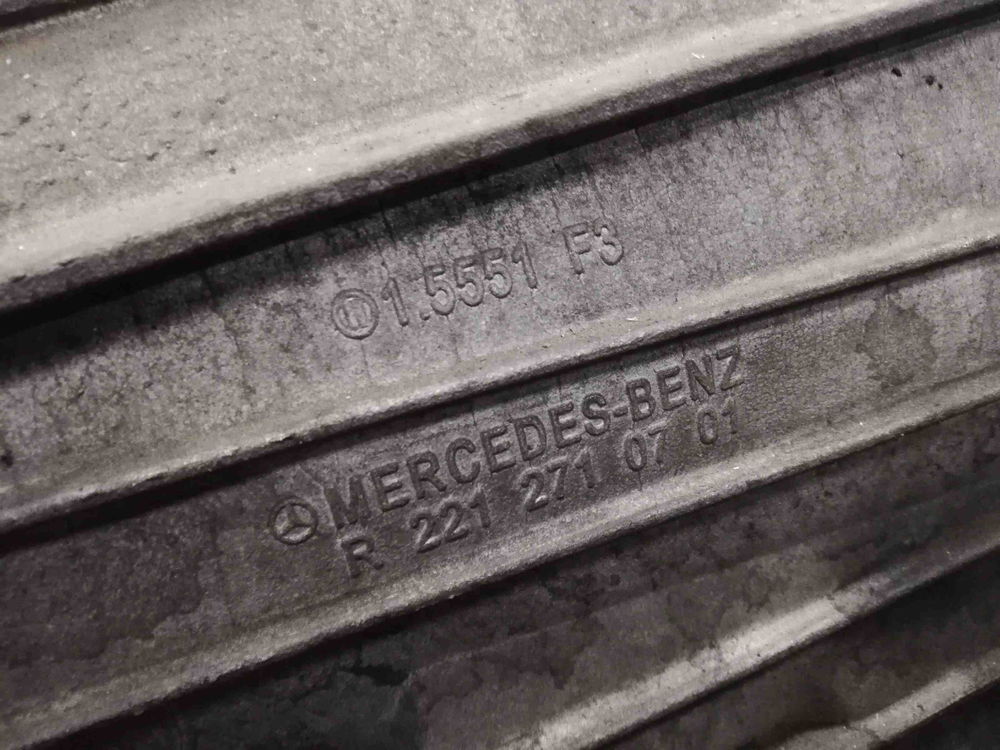 1.5551 F3
MERCEDES-BENZ
R 221 271 07 01